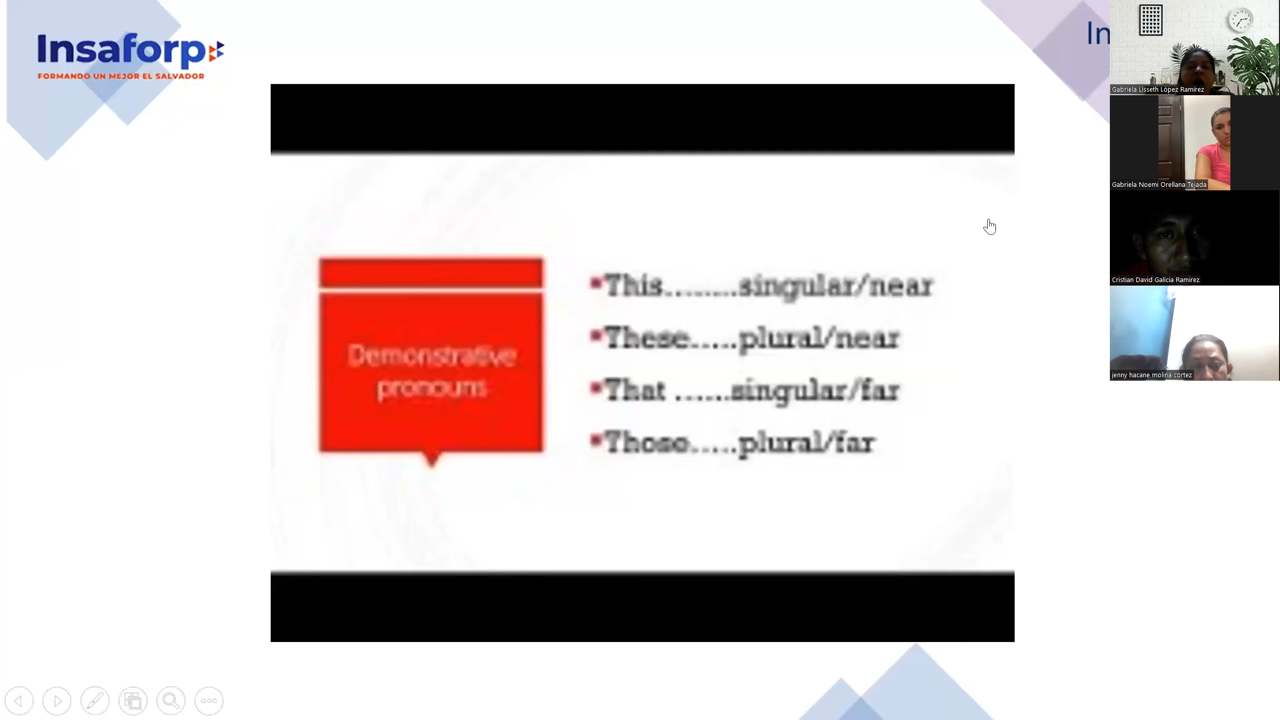 Insaforp
FORMANDO UN MEJOR EL SALVADOR
In
Demonstrative
pronouns
This........singular/near
These.....plural/near
That ......singular/far
Those.....plural/far
Gabriela Lisseth López Ramírez
Gabriela Noemi Orellana Tejada
Cristian David Galicia Ramirez
jenny hacane molina cortez